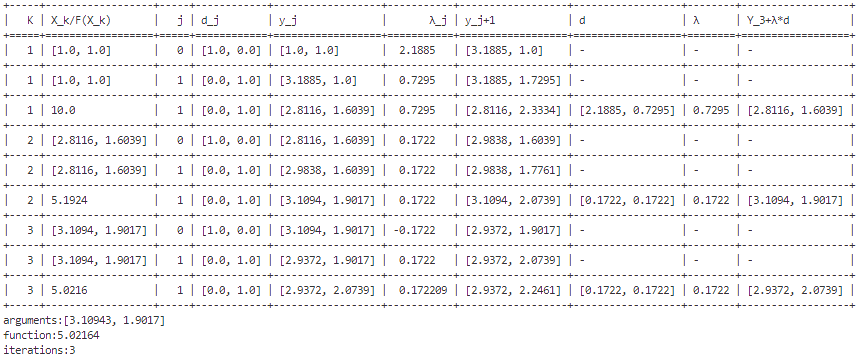 | K | X_k/F(X_k) | j | d_j | y_j | λ_j | y_j+1 | d | λ | Y_3+λ*d |
| 1 | [1.0, 1.0] | 0 | [1.0, 0.0] | [1.0, 1.0] | 2.1885 | [3.1885, 1.0] | - | - | - |
| 1 | [1.0, 1.0] | 1 | [0.0, 1.0] | [3.1885, 1.0] | 0.7295 | [3.1885, 1.7295] | - | - | - |
| 1 | 10.0 | 1 | [0.0, 1.0] | [2.8116, 1.6039] | 0.7295 | [2.8116, 2.3334] | [2.1885, 0.7295] | 0.7295 | [2.8116, 1.6039] |
| 2 | [2.8116, 1.6039] | 0 | [1.0, 0.0] | [2.8116, 1.6039] | 0.1722 | [2.9838, 1.6039] | - | - | - |
| 2 | [2.8116, 1.6039] | 1 | [0.0, 1.0] | [2.9838, 1.6039] | 0.1722 | [2.9838, 1.7761] | - | - | - |
| 2 | 5.1924 | 1 | [0.0, 1.0] | [3.1094, 1.9017] | 0.1722 | [3.1094, 2.0739] | [0.1722, 0.1722] | 0.1722 | [3.1094, 1.9017] |
| 3 | [3.1094, 1.9017] | 0 | [1.0, 0.0] | [3.1094, 1.9017] | -0.1722 | [2.9372, 1.9017] | - | - | - |
| 3 | [3.1094, 1.9017] | 1 | [0.0, 1.0] | [2.9372, 1.9017] | 0.1722 | [2.9372, 2.0739] | - | - | - |
| 3 | 5.0216 | 1 | [0.0, 1.0] | [2.9372, 2.0739] | 0.172209 | [2.9372, 2.2461] | [0.1722, 0.1722] | 0.1722 | [2.9372, 2.0739] |
arguments:[3.10943, 1.9017]
function:5.02164
iterations:3